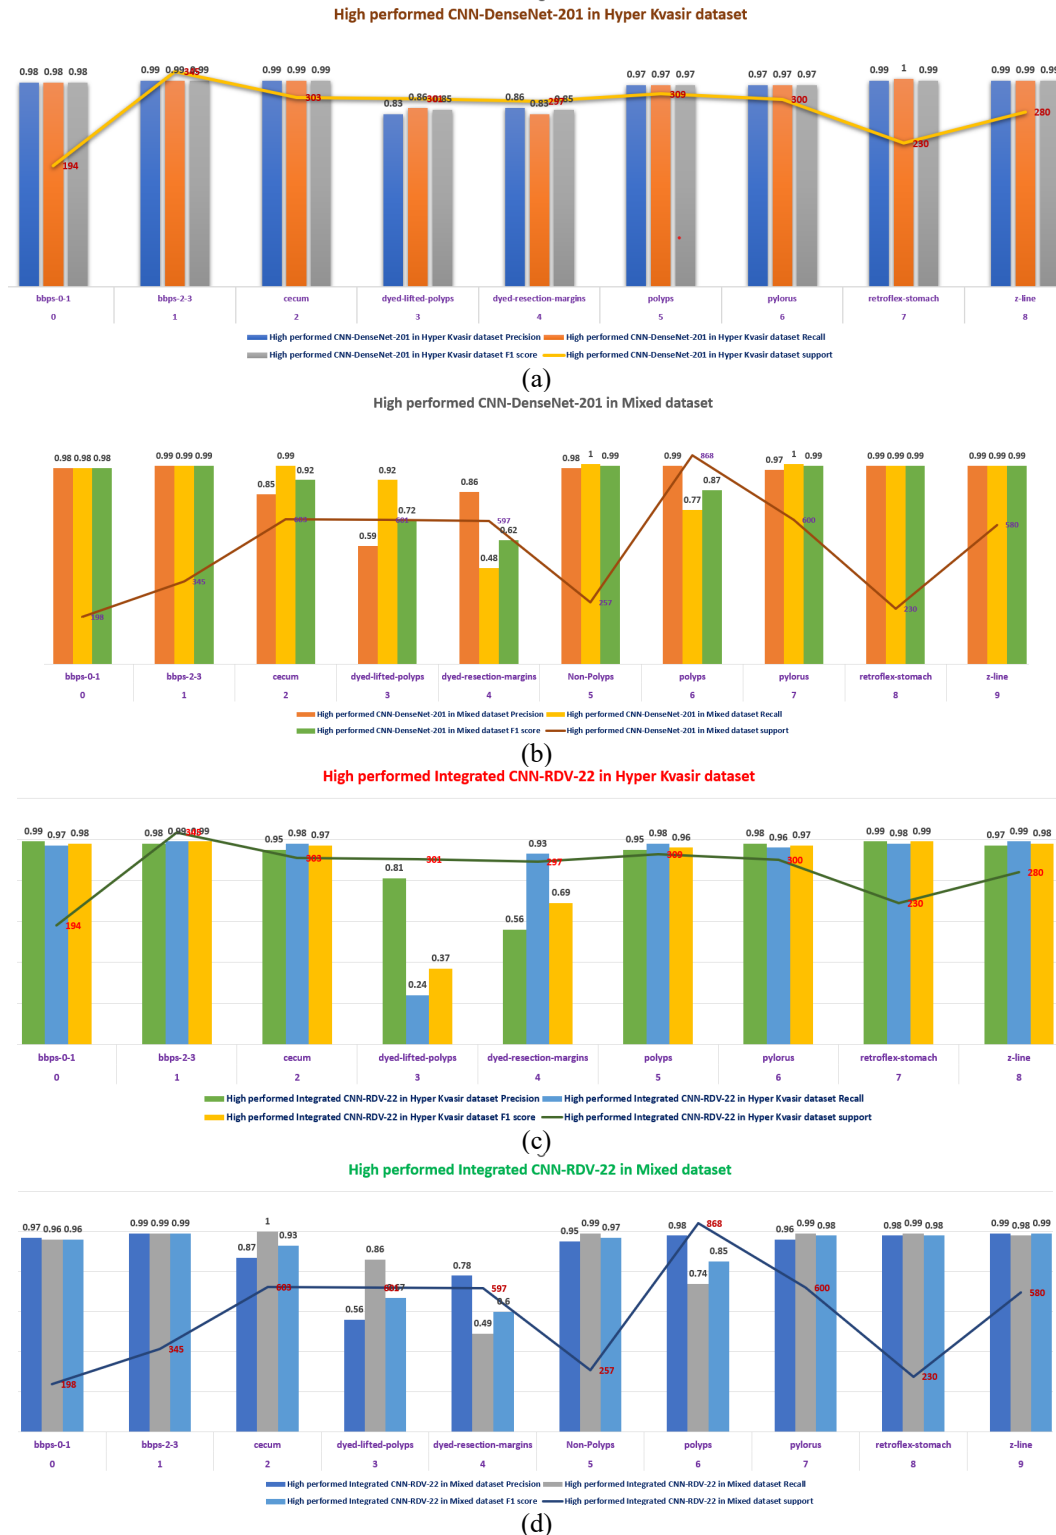 High performed CNN-DenseNet-201 in Hyper Kvasir dataset
0.98 0.98 0.98 0.99 0.99 0.99 0.99 0.99 0.99 0.83 0.86 0.85 0.86 0.83 0.85 0.97 0.97 0.97 0.97 0.97 0.97 0.99 1 0.99 0.99 0.99 0.99
194 345 303 301 297 309 300 230 280
bbps-0-1 bbps-2-3 cecum dyed-lifted-polyps dyed-resection-margins polyps pylorus retroflex-stomach z-line
0 1 2 3 4 5 6 7 8
High performed CNN-DenseNet-201 in Hyper Kvasir dataset Precision High performed CNN-DenseNet-201 in Hyper Kvasir dataset Recall
High performed CNN-DenseNet-201 in Hyper Kvasir dataset F1 score High performed CNN-DenseNet-201 in Hyper Kvasir dataset support
(a)
High performed CNN-DenseNet-201 in Mixed dataset
0.98 0.98 0.98 0.99 0.99 0.99 0.85 0.99 0.92 0.59 0.92 0.72 0.86 0.48 0.62 0.98 1 0.99 0.99 0.77 0.87 0.97 1 0.99 0.99 0.99 0.99 0.99 0.99 0.99
198 345 603 601 597 257 868 600 230 580
bbps-0-1 bbps-2-3 cecum dyed-lifted-polyps dyed-resection-margins Non-Polyps polyps pylorus retroflex-stomach z-line
0 1 2 3 4 5 6 7 8 9
High performed CNN-DenseNet-201 in Mixed dataset Precision High performed CNN-DenseNet-201 in Mixed dataset Recall
High performed CNN-DenseNet-201 in Mixed dataset F1 score High performed CNN-DenseNet-201 in Mixed dataset support
(b)
High performed Integrated CNN-RDV-22 in Hyper Kvasir dataset
0.99 0.97 0.98 0.98 0.99 0.99 0.95 0.98 0.97 0.81 0.24 0.37 0.56 0.93 0.69 0.95 0.98 0.96 0.98 0.96 0.97 0.99 0.98 0.99 0.97 0.99 0.98
194 303 301 297 309 300 230 280
bbps-0-1 bbps-2-3 cecum dyed-lifted-polyps dyed-resection-margins polyps pylorus retroflex-stomach z-line
0 1 2 3 4 5 6 7 8
High performed Integrated CNN-RDV-22 in Hyper Kvasir dataset Precision High performed Integrated CNN-RDV-22 in Hyper Kvasir dataset Recall
High performed Integrated CNN-RDV-22 in Hyper Kvasir dataset F1 score High performed Integrated CNN-RDV-22 in Hyper Kvasir dataset support
(c)
High performed Integrated CNN-RDV-22 in Mixed dataset
0.97 0.96 0.96 0.99 0.99 0.99 0.87 1 0.93 0.56 0.86 0.67 0.78 0.49 0.6 0.95 0.99 0.97 0.98 0.74 0.85 0.96 0.99 0.98 0.98 0.99 0.98 0.99 0.98 0.99
198 345 603 601 597 257 868 600 230 580
bbps-0-1 bbps-2-3 cecum dyed-lifted-polyps dyed-resection-margins Non-Polyps polyps pylorus retroflex-stomach z-line
0 1 2 3 4 5 6 7 8 9
High performed Integrated CNN-RDV-22 in Mixed dataset Precision High performed Integrated CNN-RDV-22 in Mixed dataset Recall
High performed Integrated CNN-RDV-22 in Mixed dataset F1 score High performed Integrated CNN-RDV-22 in Mixed dataset support
(d)